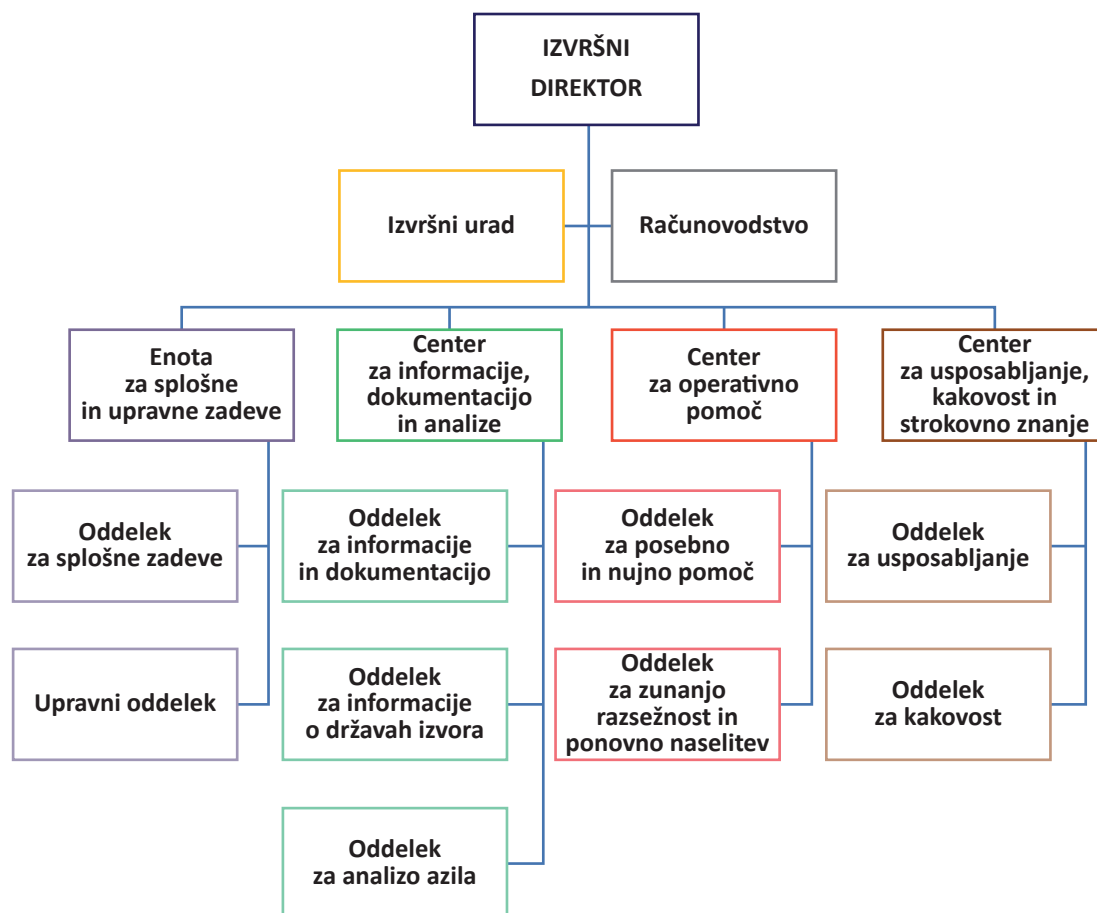 IZVRŠNI
DIREKTOR
Izvršni urad
Računovodstvo
Enota
za splošne
in upravne zadeve
Center
za informacije,
dokumentacijo
in analize
Center
za operativno
pomoč
Center
za usposabljanje,
kakovost in
strokovno znanje
Oddelek
za splošne zadeve
Oddelek
za informacije
in dokumentacijo
Oddelek
za posebno
in nujno pomoč
Oddelek
za usposabljanje
Upravni oddelek
Oddelek
za informacije
o državah izvora
Oddelek
za zunanjo
razsežnost in
ponovno naselitev
Oddelek
za kakovost
Oddelek
za analizo azila